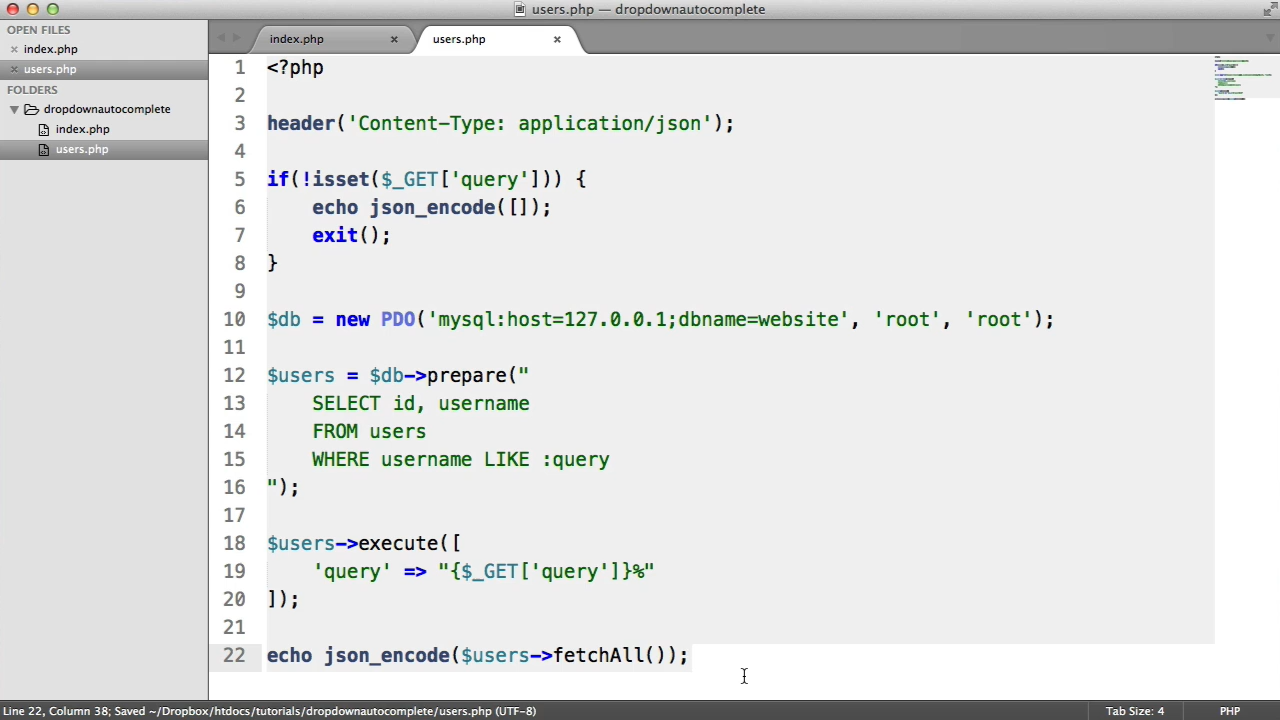 users.php — dropdownautocomplete
OPEN FILES
index.php
users.php
FOLDERS
dropdownautocomplete
index.php
users.php
index.php
users.php
1 <?php
2
3 header('Content-Type: application/json');
4
5 if(!isset($_GET['query'])) {
6     echo json_encode([]);
7     exit();
8 }
9
10 $db = new PDO('mysql:host=127.0.0.1;dbname=website', 'root', 'root');
11
12 $users = $db->prepare("
13     SELECT id, username
14     FROM users
15     WHERE username LIKE :query
16 ");
17
18 $users->execute([
19     'query' => "{$_GET['query']}%"
20 ]);
21
22 echo json_encode($users->fetchAll());
Line 22, Column 38; Saved ~/Dropbox/htdocs/tutorials/dropdownautocomplete/users.php (UTF-8)
Tab Size: 4
PHP